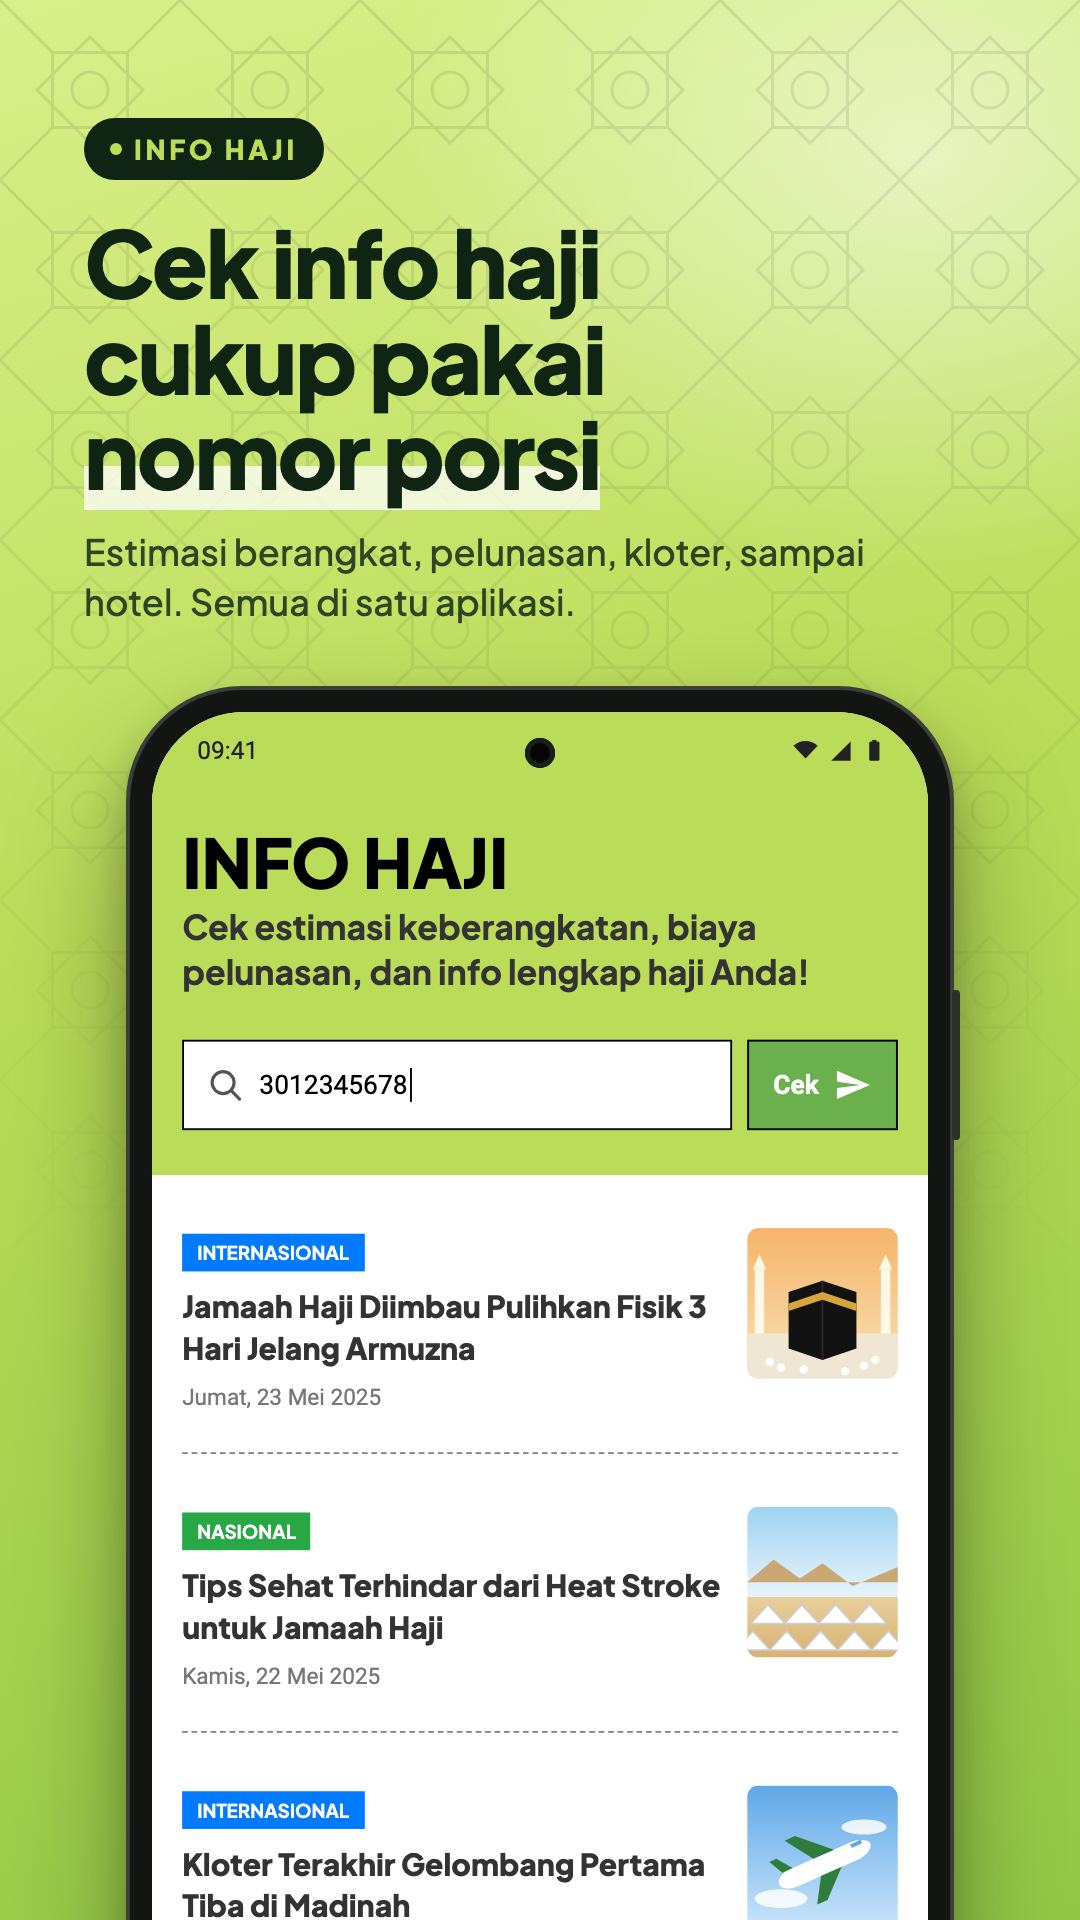 INFO HAJI
Cek info haji
cukup pakai
nomor porsi
Estimasi berangkat, pelunasan, kloter, sampai
hotel. Semua di satu aplikasi.
09:41
INFO HAJI
Cek estimasi keberangkatan, biaya
pelunasan, dan info lengkap haji Anda!
3012345678
Cek
INTERNASIONAL
Jamaah Haji Diimbau Pulihkan Fisik 3
Hari Jelang Armuzna
Jumat, 23 Mei 2025
NASIONAL
Tips Sehat Terhindar dari Heat Stroke
untuk Jamaah Haji
Kamis, 22 Mei 2025
INTERNASIONAL
Kloter Terakhir Gelombang Pertama
Tiba di Madinah